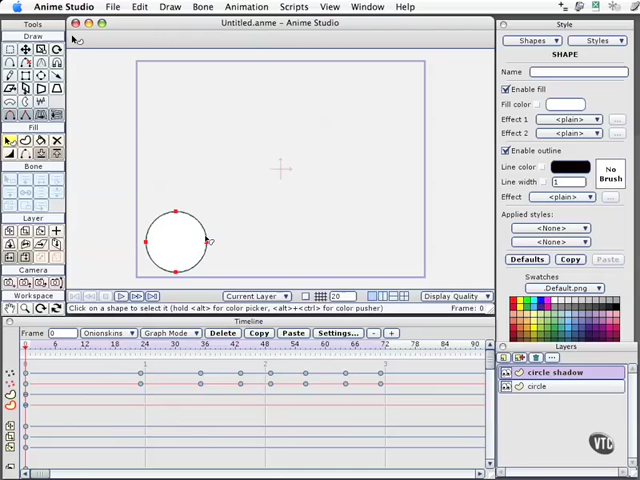 Anime Studio File Edit Draw Bone Animation Scripts View Window Help
Untitled.anme - Anime Studio
Tools
Draw
Fill
Bone
Layer
Camera
Workspace
Style
Shapes
Styles
SHAPE
Name
Enable fill
Fill color
Effect 1 <plain> ...
Effect 2 <plain> ...
Enable outline
Line color
Line width 1
No Brush
Effect <plain> ...
Applied styles:
<None>
<None>
Defaults Copy Paste
Swatches
.Default.png
Current Layer 20 Display Quality
Click on a shape to select it (hold <alt> for color picker, <alt>+<ctrl> for color pusher) Frame: 0
Timeline
Frame 0 Onionskins Graph Mode Delete Copy Paste Settings... - +
6 12 18 24 30 36 42 48 54 60 66 72 78 84 90
1 2 3
Layers
circle shadow
circle
VTC